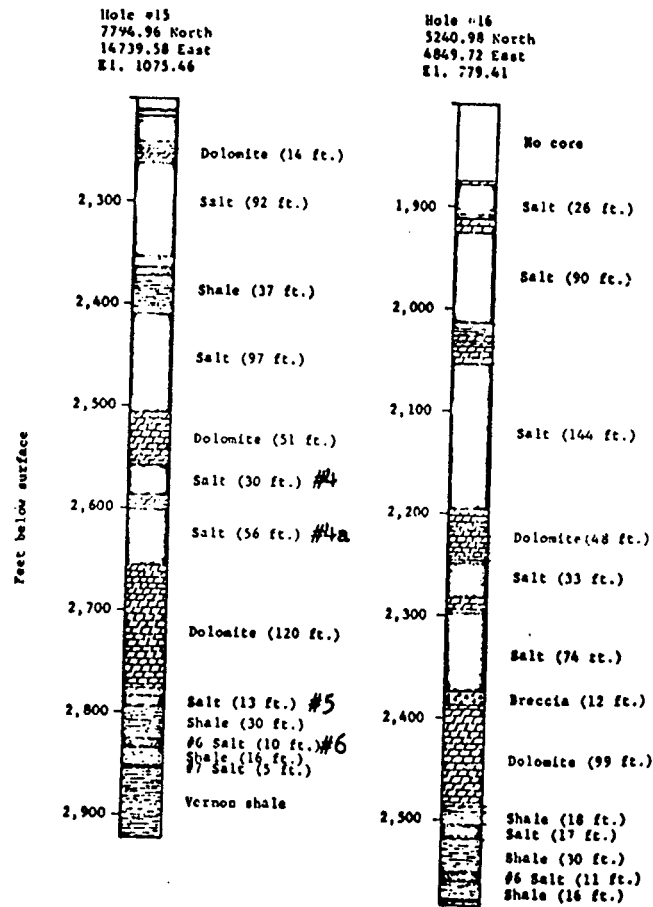 Hole #15
7794.96 North
14739.58 East
El. 1075.46
Feet below surface
2,300
2,400
2,500
2,600
2,700
2,800
2,900
Dolomite (14 ft.)
Salt (92 ft.)
Shale (37 ft.)
Salt (97 ft.)
Dolomite (51 ft.)
Salt (30 ft.) #4
Salt (56 ft.) #4a
Dolomite (120 ft.)
Salt (13 ft.) #5
Shale (30 ft.)
#6 Salt (10 ft.) #6
Shale (16 ft.)
#7 Salt (5 ft.)
Vernon shale
Hole #16
5240.98 North
4849.72 East
El. 779.41
1,900
2,000
2,100
2,200
2,300
2,400
2,500
No core
Salt (26 ft.)
Salt (90 ft.)
Salt (144 ft.)
Dolomite (48 ft.)
Salt (33 ft.)
Salt (74 ft.)
Breccia (12 ft.)
Dolomite (99 ft.)
Shale (18 ft.)
Salt (17 ft.)
Shale (30 ft.)
#6 Salt (11 ft.)
Shale (16 ft.)